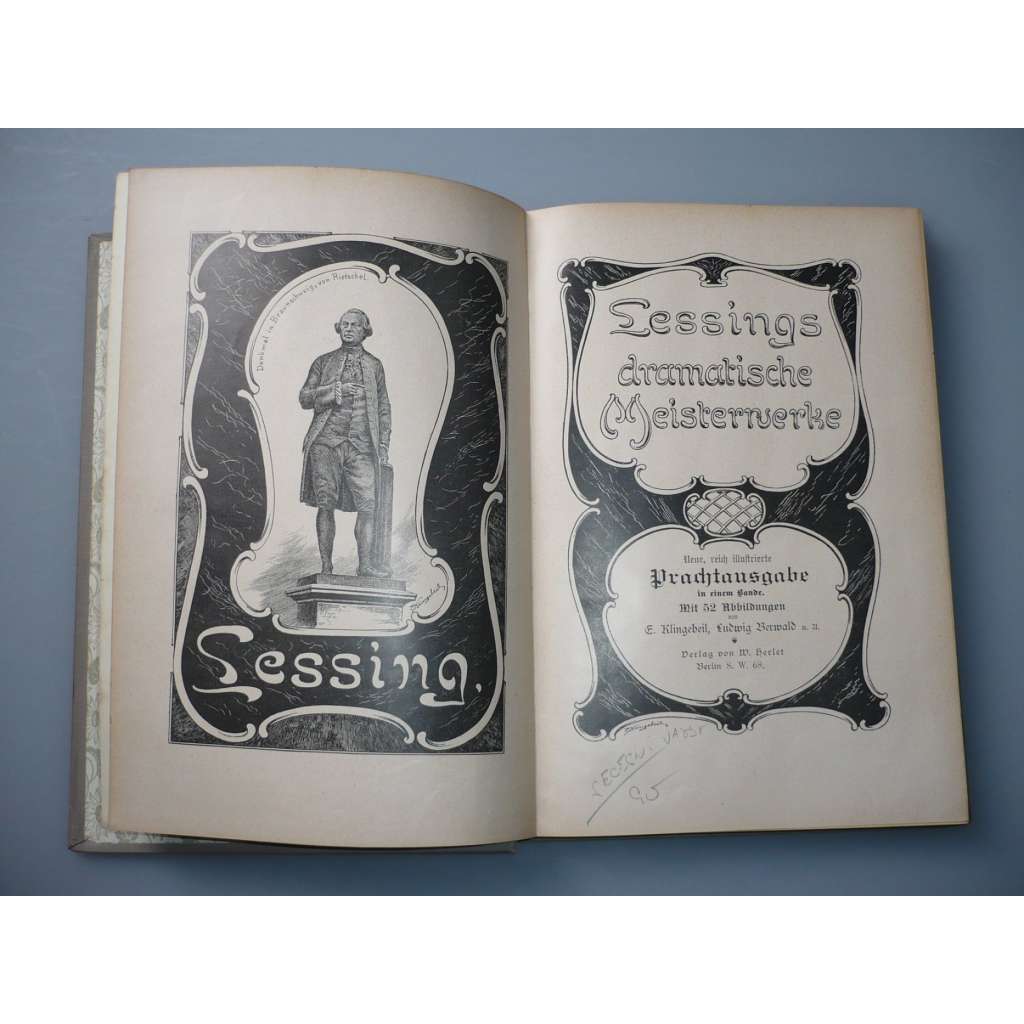 Denkmal in Braunschweig, von Rietschel.
Lessing.
Lessings
dramatische
Meisterwerke
Neue, reich illustrierte
Prachtausgabe
in einem Bande.
Mit 52 Abbildungen
von
E. Klingebeil, Ludwig Berwald u. A.
Verlag von W. Herlet
Berlin S. W. 68.